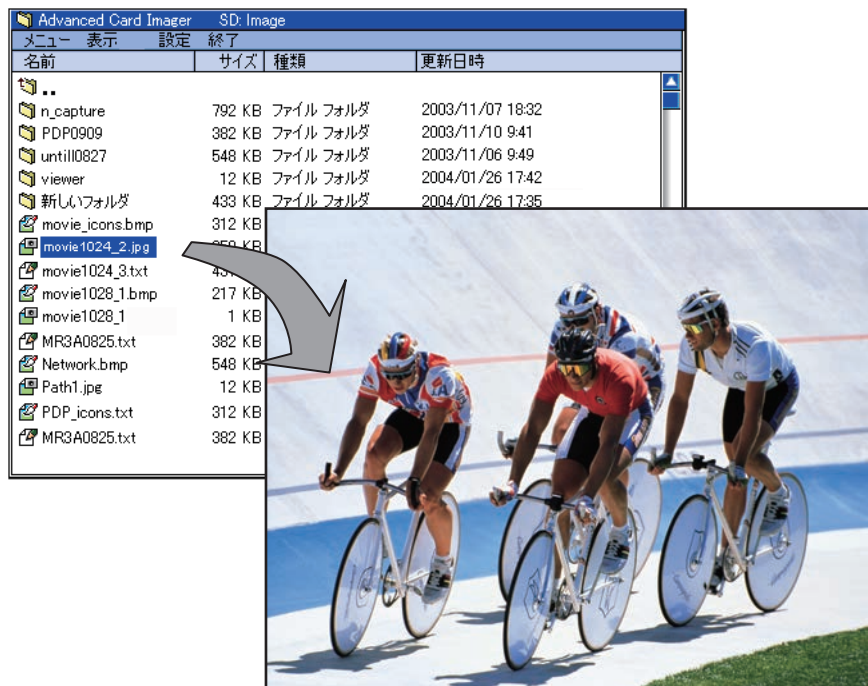 Advanced Card Imager SD: Image
メニュー 表示 設定 終了
名前 サイズ 種類 更新日時
..
n_capture 792 KB ファイル フォルダ 2003/11/07 18:32
PDP0909 382 KB ファイル フォルダ 2003/11/10 9:41
untill0827 548 KB ファイル フォルダ 2003/11/06 9:49
viewer 12 KB ファイル フォルダ 2004/01/26 17:42
新しいフォルダ 433 KB ファイル フォルダ 2004/01/26 17:35
movie_icons.bmp 312 KB
movie1024_2.jpg KB
movie1024_3.txt KB
movie1028_1.bmp 217 KB
movie1028_1 1 KB
MR3A0825.txt 382 KB
Network.bmp 548 KB
Path1.jpg 12 KB
PDP_icons.txt 312 KB
MR3A0825.txt 382 KB